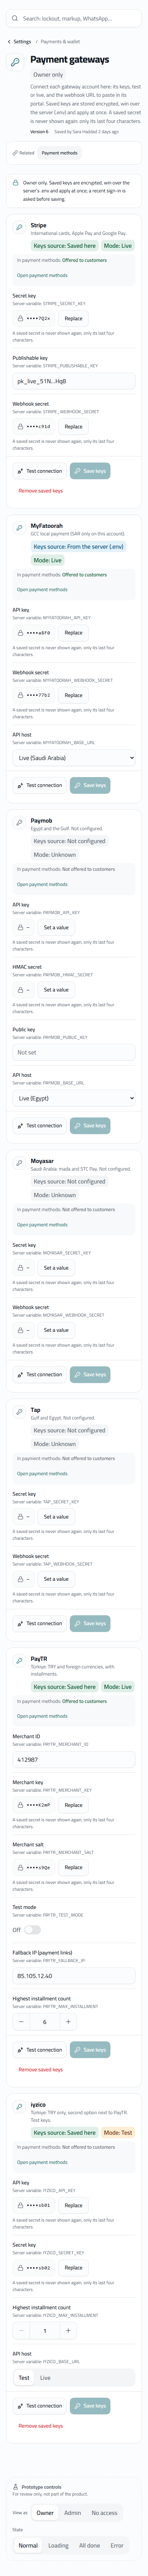 Search: lockout, markup, WhatsApp...
Settings / Payments & wallet
Payment gateways
Owner only
Connect each gateway account here: its keys, test or live, and the webhook URL to paste in its portal. Saved keys are stored encrypted, win over the server's .env and apply at once. A saved secret is never shown again: only its last four characters.
Version 6 Saved by Sara Haddad 2 days ago
Related Payment methods
Owner only. Saved keys are encrypted, win over the server's .env and apply at once; a recent sign-in is asked before saving.
Stripe
International cards, Apple Pay and Google Pay.
Keys source: Saved here Mode: Live
In payment methods: Offered to customers
Open payment methods
Secret key
Server variable: STRIPE_SECRET_KEY
••••7Q2x Replace
A saved secret is never shown again, only its last four characters.
Publishable key
Server variable: STRIPE_PUBLISHABLE_KEY
pk_live_51N...Hq8
Webhook secret
Server variable: STRIPE_WEBHOOK_SECRET
••••c91d Replace
A saved secret is never shown again, only its last four characters.
Test connection Save keys
Remove saved keys
MyFatoorah
GCC local payment (SAR only on this account).
Keys source: From the server (.env)
Mode: Live
In payment methods: Offered to customers
Open payment methods
API key
Server variable: MYFATOORAH_API_KEY
Replace
A saved secret is never shown again, only its last four characters.
Webhook secret
Server variable: MYFATOORAH_WEBHOOK_SECRET
••••77b2 Replace
A saved secret is never shown again, only its last four characters.
API host
Server variable: MYFATOORAH_BASE_URL
Live (Saudi Arabia)
Test connection Save keys
Paymob
Egypt and the Gulf. Not configured.
Keys source: Not configured
Mode: Unknown
In payment methods: Not offered to customers
Open payment methods
API key
Server variable: PAYMOB_API_KEY
– Set a value
A saved secret is never shown again, only its last four characters.
HMAC secret
Server variable: PAYMOB_HMAC_SECRET
– Set a value
A saved secret is never shown again, only its last four characters.
Public key
Server variable: PAYMOB_PUBLIC_KEY
Not set
API host
Server variable: PAYMOB_BASE_URL
Live (Egypt)
Test connection Save keys
Moyasar
Saudi Arabia: mada and STC Pay. Not configured.
Keys source: Not configured
Mode: Unknown
In payment methods: Not offered to customers
Open payment methods
Secret key
Server variable: MOYASAR_SECRET_KEY
– Set a value
A saved secret is never shown again, only its last four characters.
Webhook secret
Server variable: MOYASAR_WEBHOOK_SECRET
– Set a value
A saved secret is never shown again, only its last four characters.
Test connection Save keys
Tap
Gulf and Egypt. Not configured.
Keys source: Not configured
Mode: Unknown
In payment methods: Not offered to customers
Open payment methods
Secret key
Server variable: TAP_SECRET_KEY
– Set a value
A saved secret is never shown again, only its last four characters.
Webhook secret
Server variable: TAP_WEBHOOK_SECRET
– Set a value
A saved secret is never shown again, only its last four characters.
Test connection Save keys
PayTR
Türkiye: TRY and foreign currencies, with installments.
Keys source: Saved here Mode: Live
In payment methods: Offered to customers
Open payment methods
Merchant ID
Server variable: PAYTR_MERCHANT_ID
412987
Merchant key
Server variable: PAYTR_MERCHANT_KEY
Replace
A saved secret is never shown again, only its last four characters.
Merchant salt
Server variable: PAYTR_MERCHANT_SALT
Replace
A saved secret is never shown again, only its last four characters.
Test mode
Server variable: PAYTR_TEST_MODE
Off
Fallback IP (payment links)
Server variable: PAYTR_FALLBACK_IP
85.105.12.40
Highest installment count
Server variable: PAYTR_MAX_INSTALLMENT
− 6 +
Test connection Save keys
Remove saved keys
iyzico
Türkiye: TRY only, second option next to PayTR. Test keys.
Keys source: Saved here Mode: Test
In payment methods: Not offered to customers
Open payment methods
API key
Server variable: IYZICO_API_KEY
••••sb01 Replace
A saved secret is never shown again, only its last four characters.
Secret key
Server variable: IYZICO_SECRET_KEY
••••sb02 Replace
A saved secret is never shown again, only its last four characters.
Highest installment count
Server variable: IYZICO_MAX_INSTALLMENT
− 1 +
API host
Server variable: IYZICO_BASE_URL
Test Live
Test connection Save keys
Remove saved keys
Prototype controls
For review only, not part of the product.
View as Owner Admin No access
State
Normal Loading All done Error